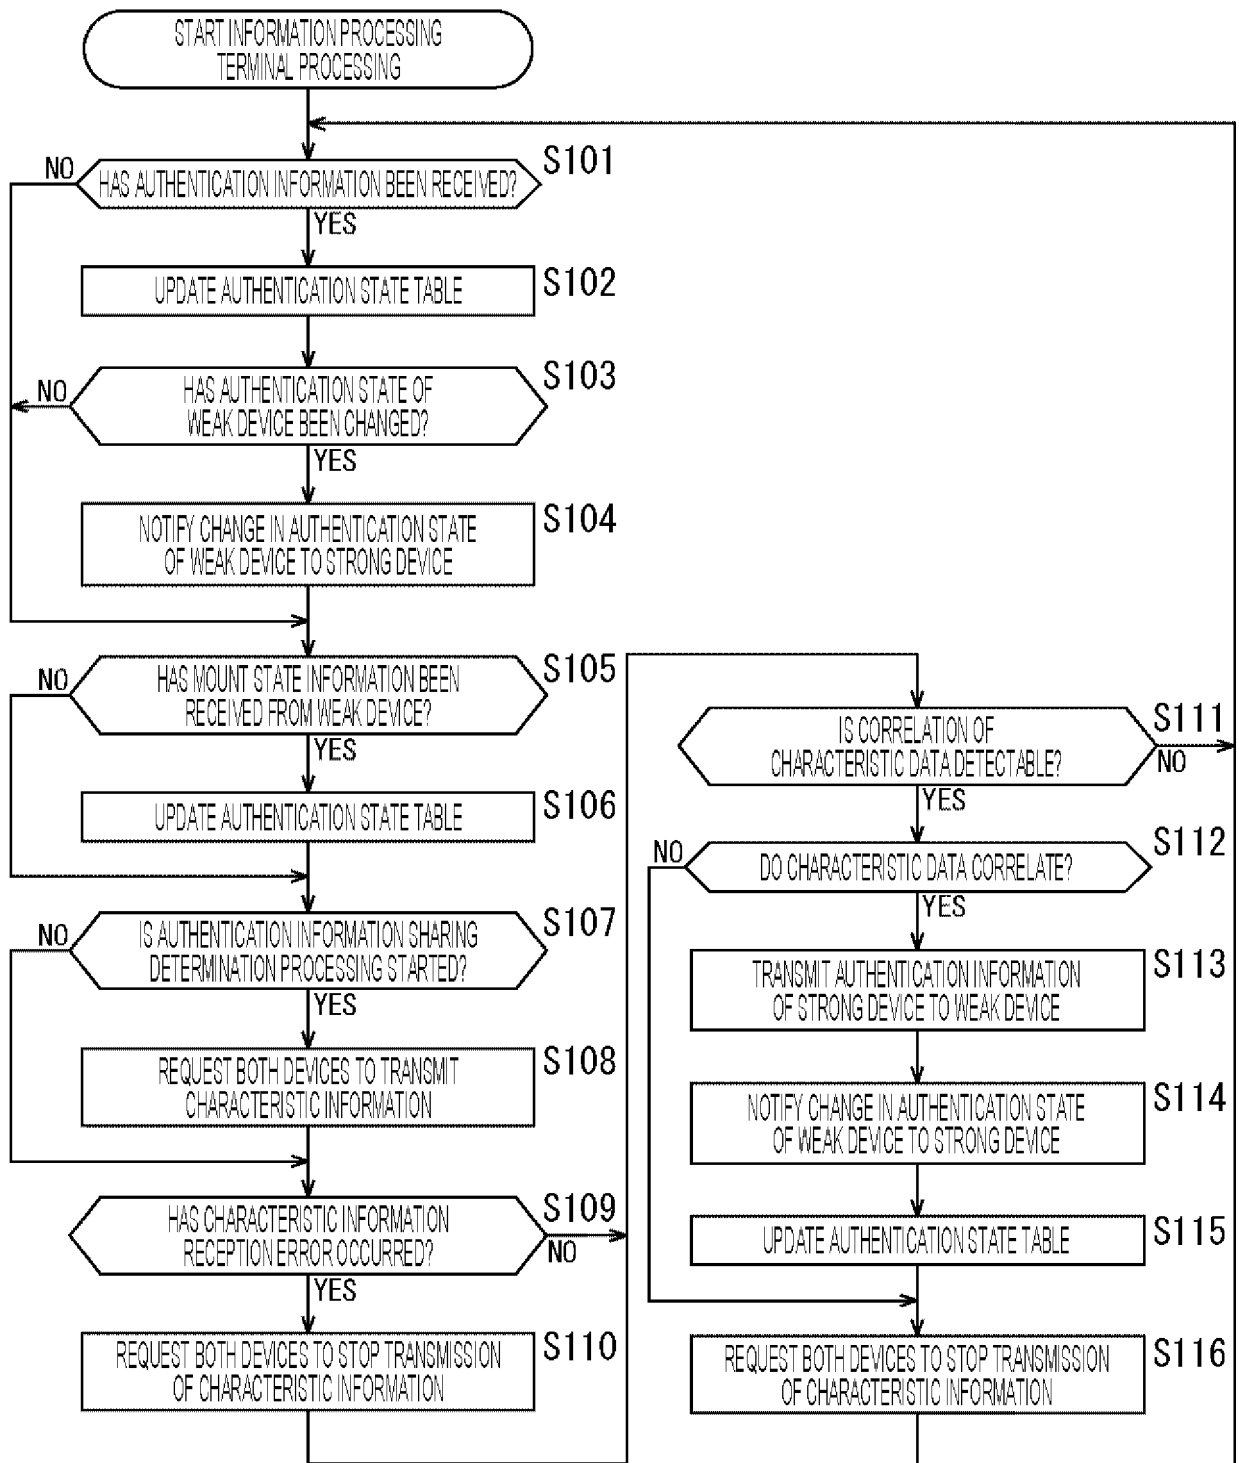 START INFORMATION PROCESSING
TERMINAL PROCESSING
S101
NO
HAS AUTHENTICATION INFORMATION BEEN RECEIVED?
YES
S102
UPDATE AUTHENTICATION STATE TABLE
S103
NO
HAS AUTHENTICATION STATE OF
WEAK DEVICE BEEN CHANGED?
YES
S104
NOTIFY CHANGE IN AUTHENTICATION STATE
OF WEAK DEVICE TO STRONG DEVICE
S105
NO
HAS MOUNT STATE INFORMATION BEEN
RECEIVED FROM WEAK DEVICE?
YES
S106
UPDATE AUTHENTICATION STATE TABLE
S107
NO
IS AUTHENTICATION INFORMATION SHARING
DETERMINATION PROCESSING STARTED?
YES
S108
REQUEST BOTH DEVICES TO TRANSMIT
CHARACTERISTIC INFORMATION
S109
HAS CHARACTERISTIC INFORMATION
RECEPTION ERROR OCCURRED?
NO
YES
S110
REQUEST BOTH DEVICES TO STOP TRANSMISSION
OF CHARACTERISTIC INFORMATION
S111
IS CORRELATION OF
CHARACTERISTIC DATA DETECTABLE?
NO
YES
S112
NO
DO CHARACTERISTIC DATA CORRELATE?
YES
S113
TRANSMIT AUTHENTICATION INFORMATION
OF STRONG DEVICE TO WEAK DEVICE
S114
NOTIFY CHANGE IN AUTHENTICATION STATE
OF WEAK DEVICE TO STRONG DEVICE
S115
UPDATE AUTHENTICATION STATE TABLE
S116
REQUEST BOTH DEVICES TO STOP TRANSMISSION
OF CHARACTERISTIC INFORMATION